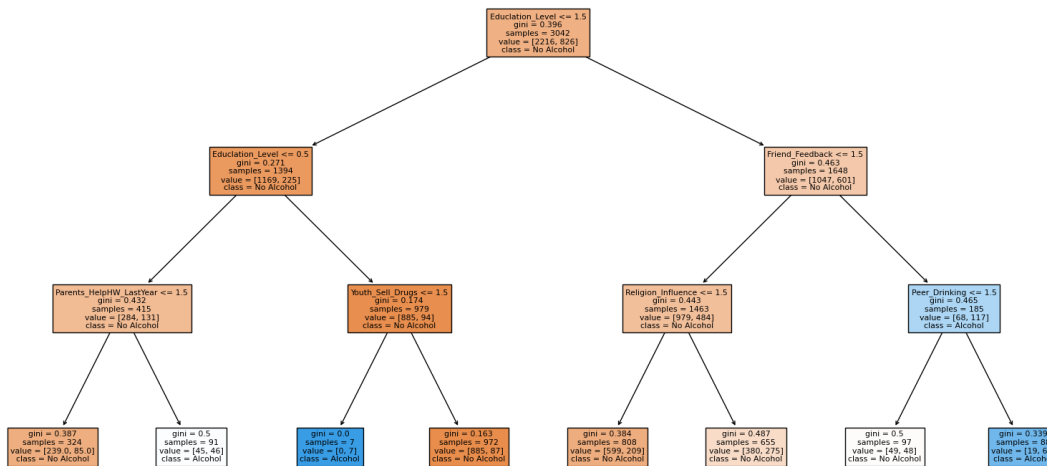 Educlation_Level <= 1.5
gini = 0.396
samples = 3042
value = [2216, 826]
class = No Alcohol
Educlation_Level <= 0.5
gini = 0.271
samples = 1394
value = [1169, 225]
class = No Alcohol
Friend_Feedback <= 1.5
gini = 0.463
samples = 1648
value = [1047, 601]
class = No Alcohol
Parents_HelpHW_LastYear <= 1.5
gini = 0.432
samples = 415
value = [284, 131]
class = No Alcohol
Youth_Sell_Drugs <= 1.5
gini = 0.174
samples = 979
value = [885, 94]
class = No Alcohol
Religion_Influence <= 1.5
gini = 0.443
samples = 1463
value = [979, 484]
class = No Alcohol
Peer_Drinking <= 1.5
gini = 0.465
samples = 185
value = [68, 117]
class = Alcohol
gini = 0.387
samples = 324
value = [239.0, 85.0]
class = No Alcohol
gini = 0.5
samples = 91
value = [45, 46]
class = Alcohol
gini = 0.0
samples = 7
value = [0, 7]
class = Alcohol
gini = 0.163
samples = 972
value = [885, 87]
class = No Alcohol
gini = 0.384
samples = 808
value = [599, 209]
class = No Alcohol
gini = 0.487
samples = 655
value = [380, 275]
class = No Alcohol
gini = 0.5
samples = 97
value = [49, 48]
class = No Alcohol
gini = 0.339
samples =
value = [19,
class =